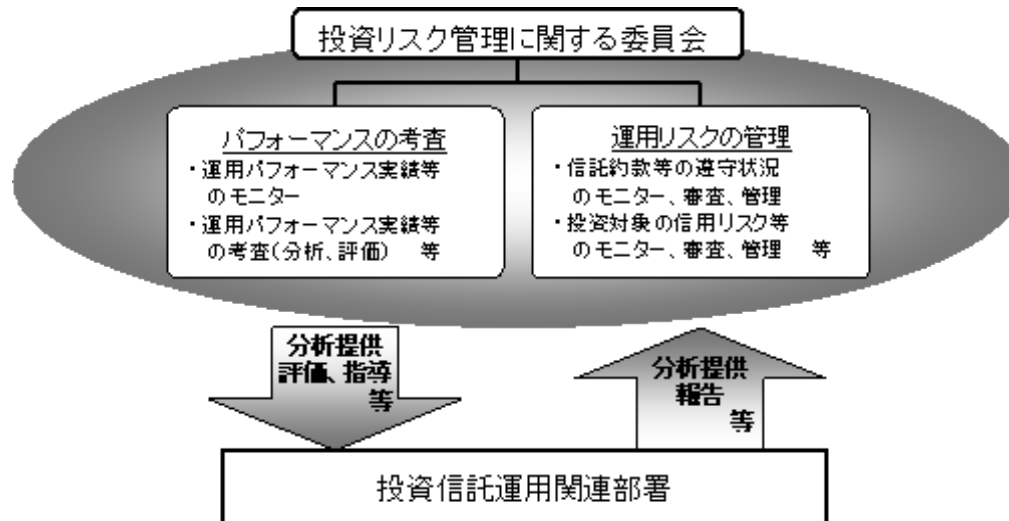 投資リスク管理に関する委員会
パフォーマンスの考査
・運用パフォーマンス実績等
のモニター
・運用パフォーマンス実績等
の考査(分析、評価) 等
運用リスクの管理
・信託約款等の遵守状況
のモニター、審査、管理
・投資対象の信用リスク等
のモニター、審査、管理 等
分析提供
評価、指導
等
分析提供
報告
等
投資信託運用関連部署